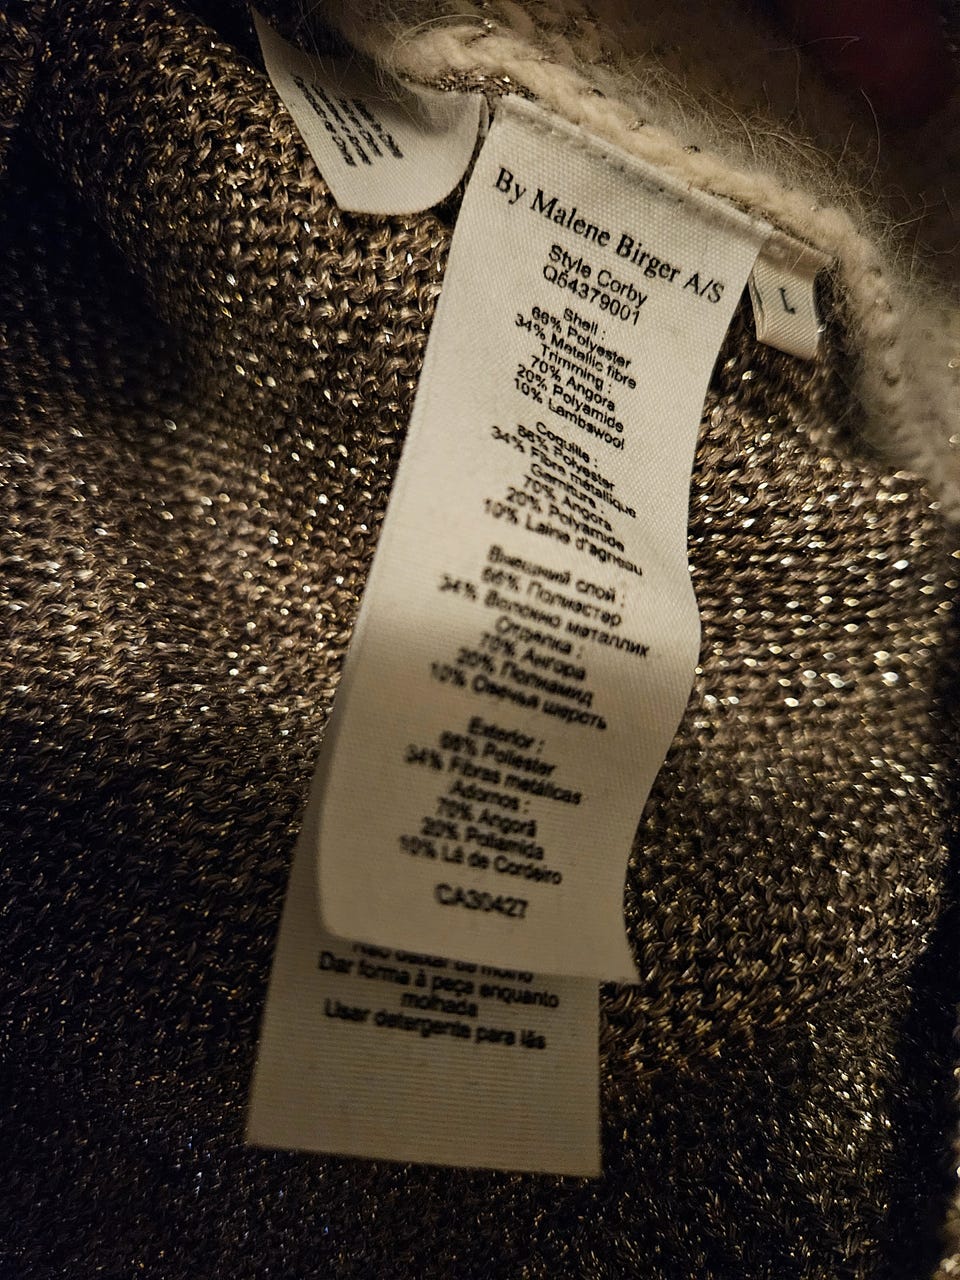 By Malene Birger A/S
Style Corby
Q54379001
Shell :
66% Polyester
34% Metallic fibre
Trimming :
70% Angora
20% Polyamide
10% Lambswool
Coquille :
66% Polyester
34% Fibre métallique
Garniture :
70% Angora
20% Polyamide
10% Laine d'agneau
Внешний слой :
66% Полиэстер
34% Волокно металлик
Отделка :
70% Ангора
20% Полиамид
10% Овечья шерсть
Exterior :
66% Poliester
34% Fibras metálicas
Adornos :
70% Angorá
20% Poliamida
10% Lã de Cordeiro
CA30427
Dar forma à peça enquanto
molhada
Usar detergente para lãs
L